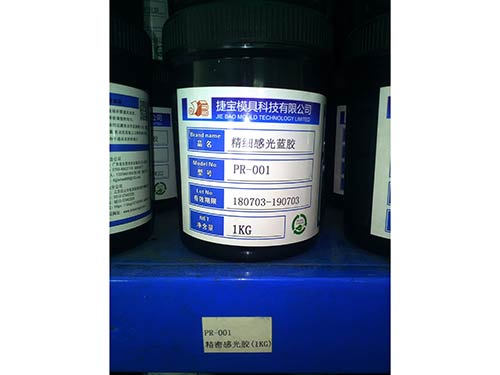 捷宝模具科技有限公司
JIE BAO MOULD TECHNOLOGY LIMITED
Brand name
品名
精细感光蓝胶
Model No
型号
PR-001
Lot No
有效期限
180703-190703
NET
净含量
1KG
PR-001
精密感光胶(1KG)